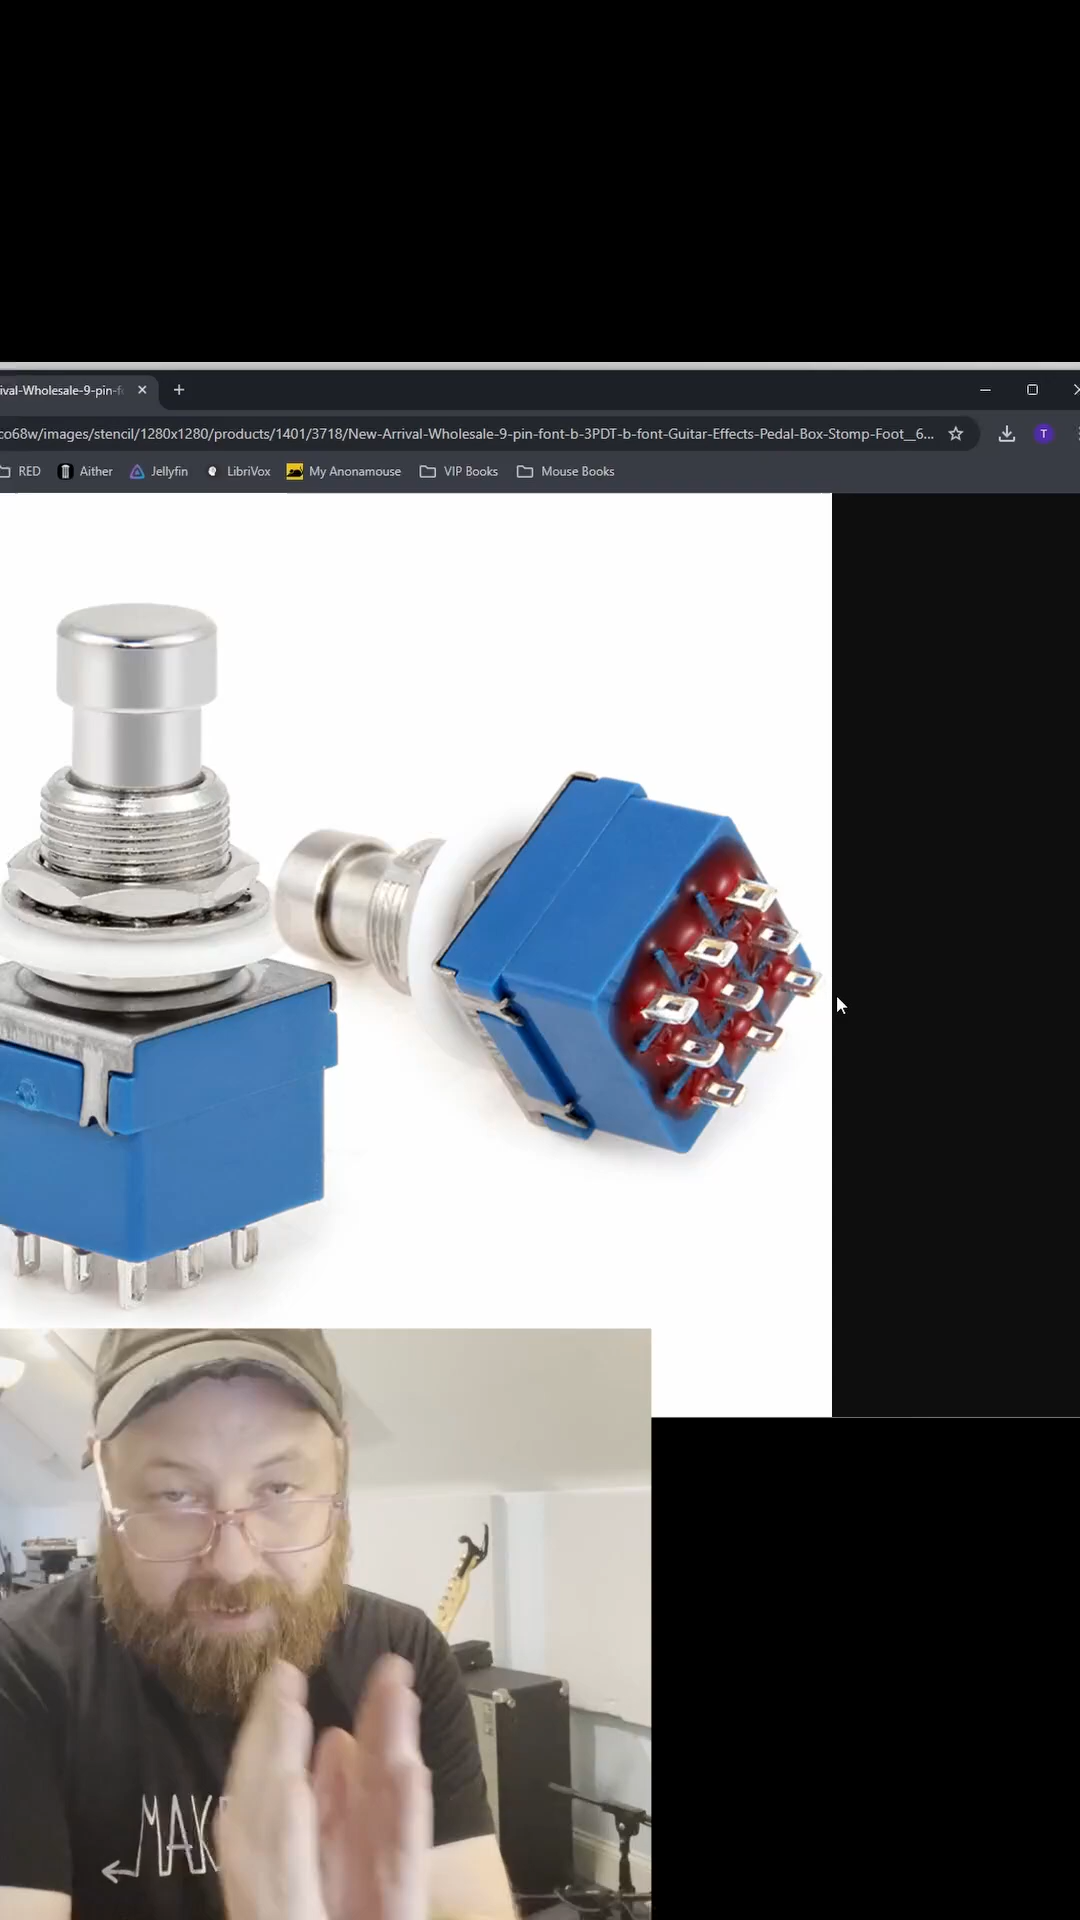 ival-Wholesale-9-pin-f
co68w/images/stencil/1280x1280/products/1401/3718/New-Arrival-Wholesale-9-pin-font-b-3PDT-b-font-Guitar-Effects-Pedal-Box-Stomp-Foot__6...
T
RED Aither Jellyfin LibriVox My Anonamouse VIP Books Mouse Books
MAK